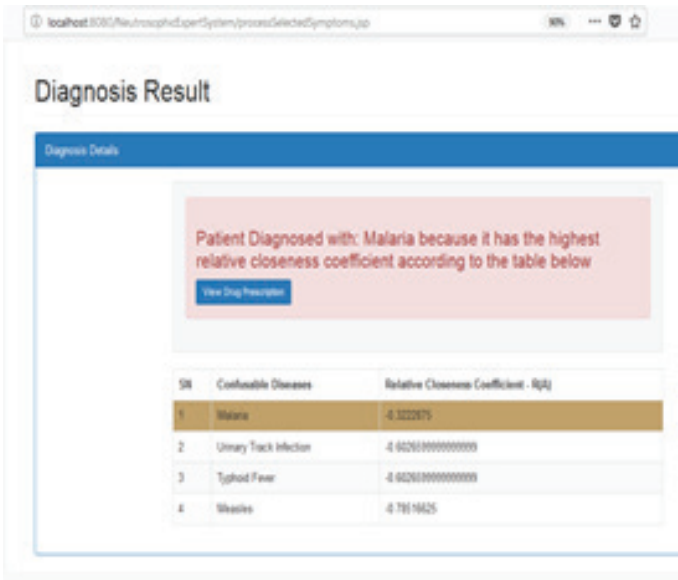 localhost:8080/NeutrosophicExpertSystem/processSelectedSymptoms.jsp 90%
Diagnosis Result
Diagnosis Details
Patient Diagnosed with: Malaria because it has the highest
relative closeness coefficient according to the table below
View Drug Prescription
SN Confusable Diseases Relative Closeness Coefficient - R(A)
1 Malaria
2 Urinary Track Infection
3 Typhoid Fever
4 Measles -0.78516625